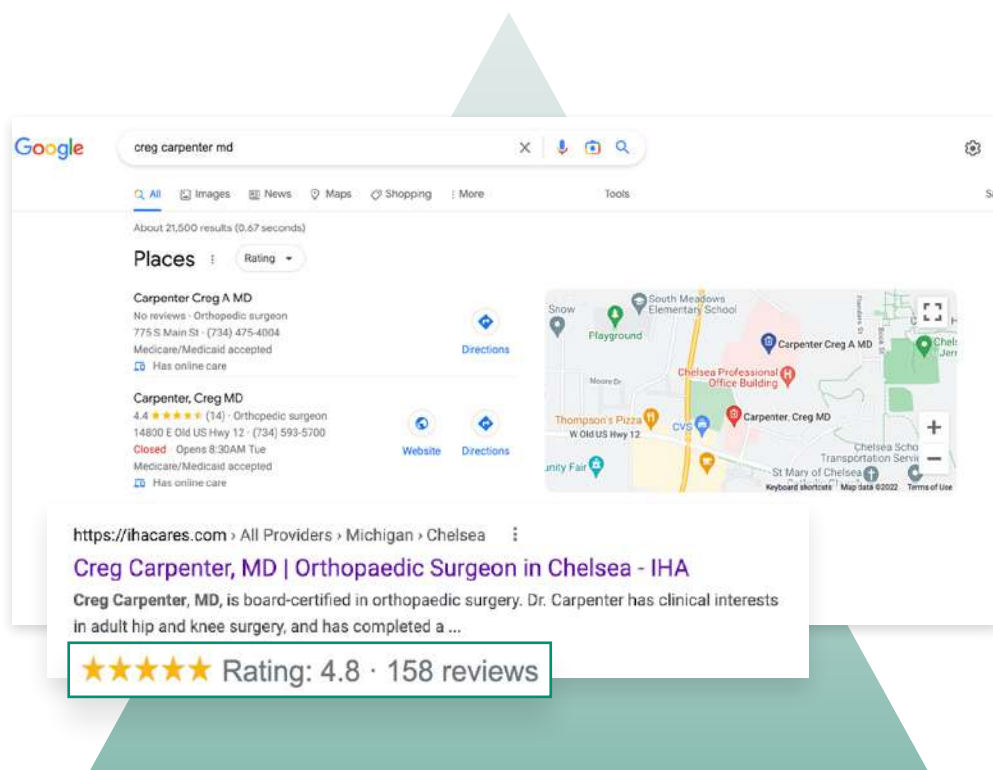 Google
creg carpenter md
All Images News Maps Shopping : More Tools
About 21,500 results (0.67 seconds)
Places
Rating
Carpenter Creg A MD
No reviews · Orthopedic surgeon
775 S Main St · (734) 475-4004
Medicare/Medicaid accepted
Has online care
Directions
Carpenter, Creg MD
4.4 ★★★★★ (14) · Orthopedic surgeon
14800 E Old US Hwy 12 · (734) 593-5700
Closed · Opens 8:30AM Tue
Medicare/Medicaid accepted
Has online care
Website
Directions
South Meadows
Elementary School
Snow
Playground
Carpenter Creg A MD
Moore Dr
Chelsea Professional
Office Building
Thompson's Pizza
W Old US Hwy 12
CVS
Carpenter, Creg MD
Chelsea Scho
Transportation Servic
unity Fair
St Mary of Chelsea
Keyboard shortcuts Map data ©2022 Terms of Use
https://ihacares.com › All Providers › Michigan › Chelsea
Creg Carpenter, MD | Orthopaedic Surgeon in Chelsea - IHA
Creg Carpenter, MD, is board-certified in orthopaedic surgery. Dr. Carpenter has clinical interests
in adult hip and knee surgery, and has completed a ...
★★★★★ Rating: 4.8 · 158 reviews